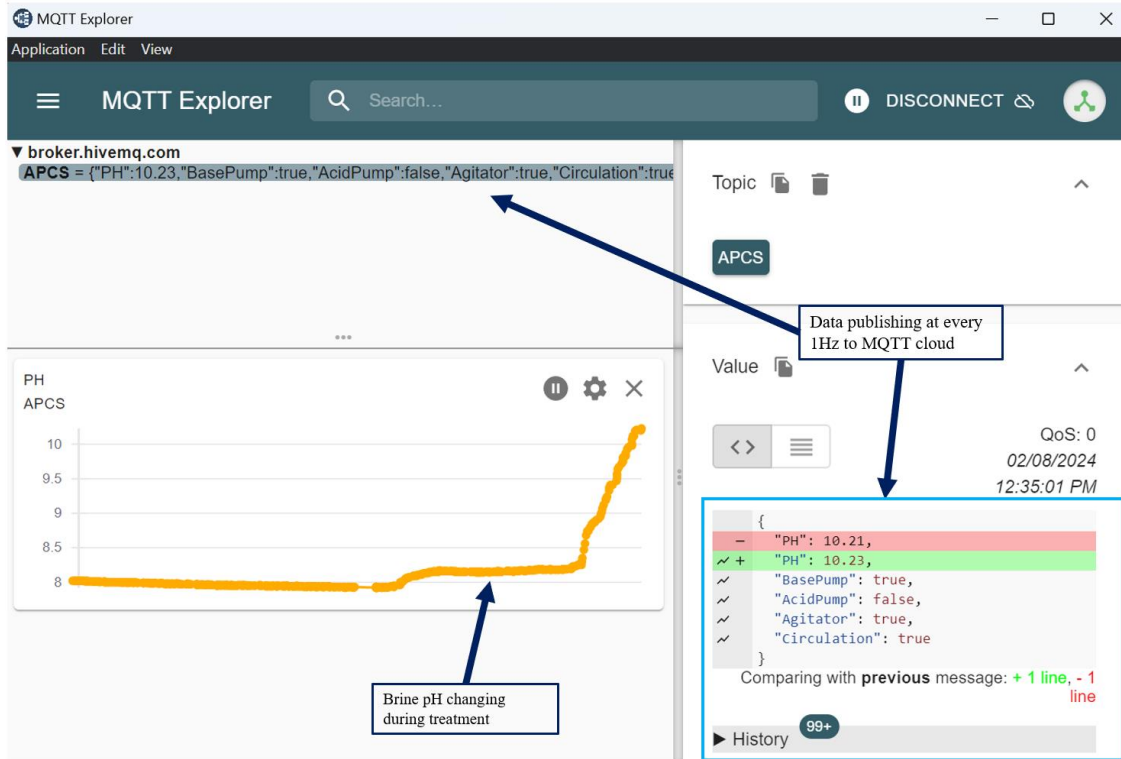 MQTT Explorer
Application Edit View
MQTT Explorer
Search...
DISCONNECT
▼ broker.hivemq.com
APCS = {"PH":10.23,"BasePump":true,"AcidPump":false,"Agitator":true,"Circulation":true
Topic
APCS
Data publishing at every
1Hz to MQTT cloud
Value
QoS: 0
02/08/2024
12:35:01 PM
{
- "PH": 10.21,
+ "PH": 10.23,
"BasePump": true,
"AcidPump": false,
"Agitator": true,
"Circulation": true
}
Comparing with previous message: + 1 line, - 1
line
99+
▶ History
PH
APCS
10
9.5
9
8.5
8
Brine pH changing
during treatment